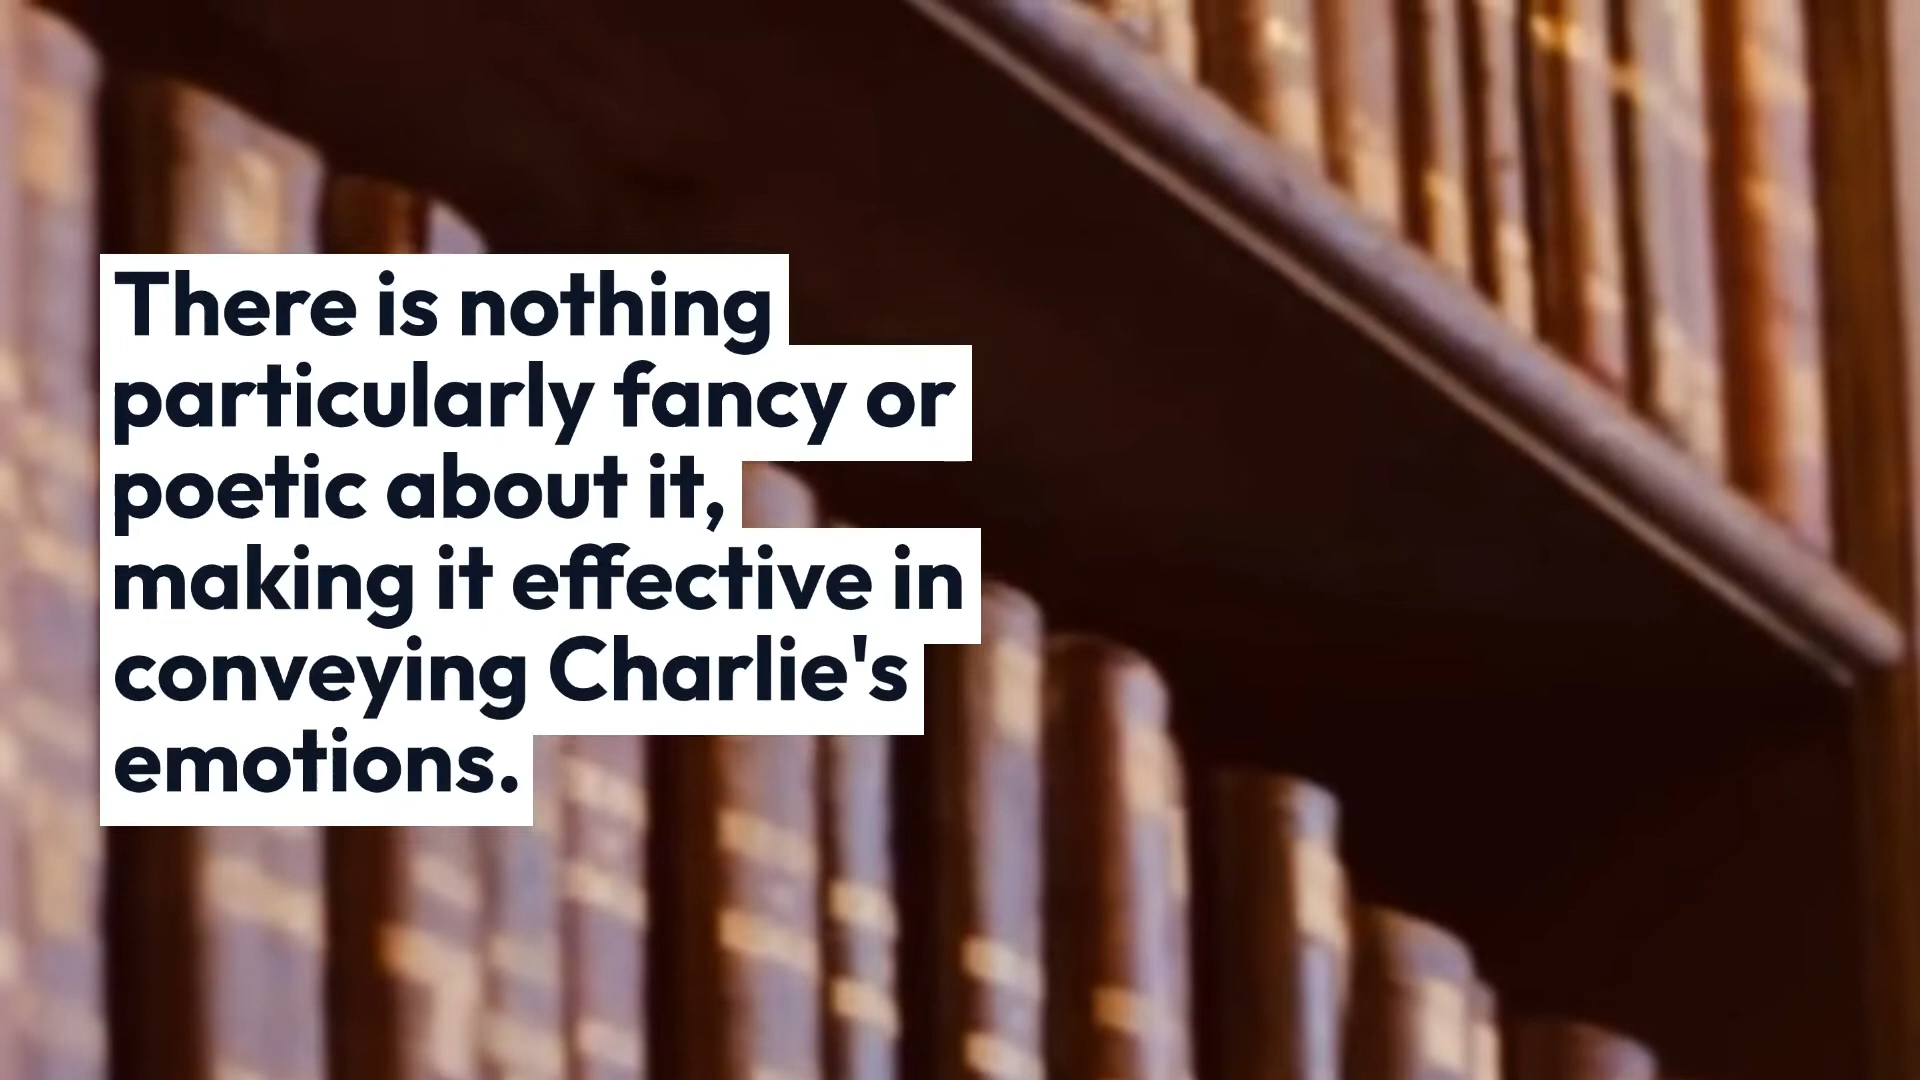 There is nothing
particularly fancy or
poetic about it,
making it effective in
conveying Charlie's
emotions.